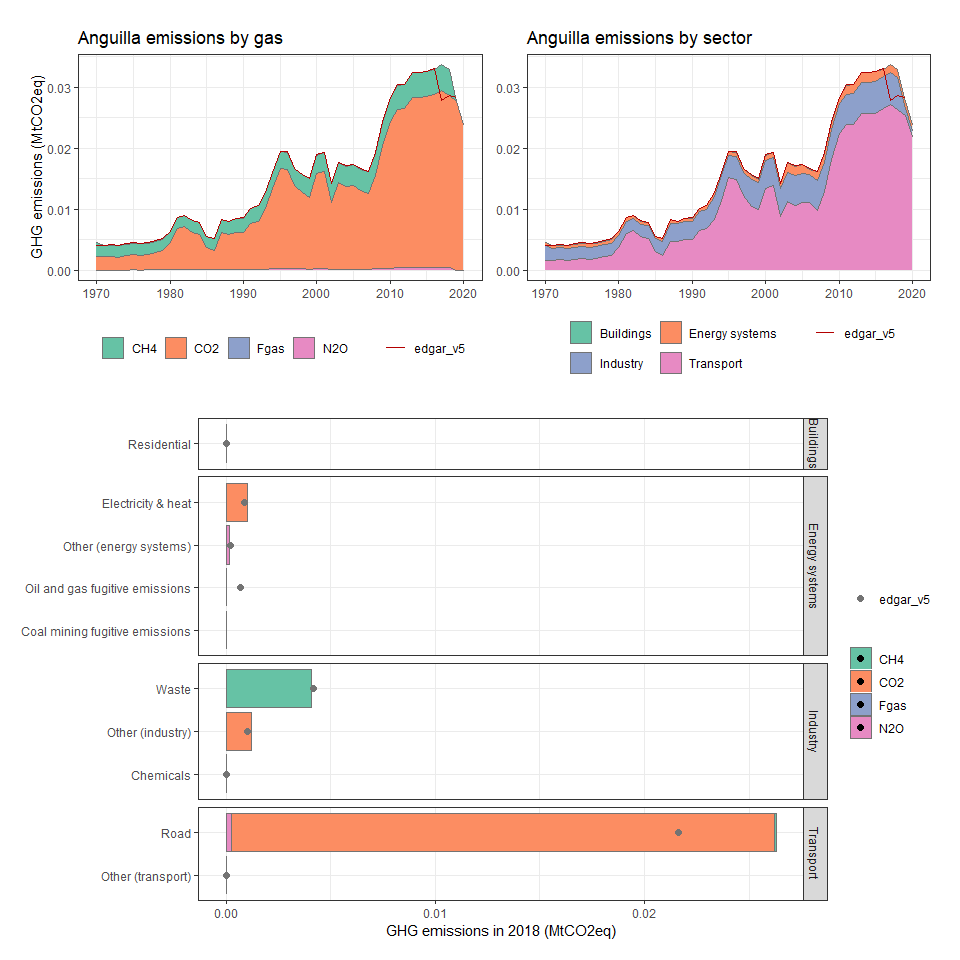 Anguilla emissions by gas
GHG emissions (MtCO2eq)
0.03
0.02
0.01
0.00
1970 1980 1990 2000 2010 2020
CH4 CO2 Fgas N2O edgar_v5
Anguilla emissions by sector
0.03
0.02
0.01
0.00
1970 1980 1990 2000 2010 2020
Buildings Energy systems edgar_v5
Industry Transport
Residential
Buildings
Electricity & heat
Other (energy systems)
Oil and gas fugitive emissions
Coal mining fugitive emissions
Energy systems
Waste
Other (industry)
Chemicals
Industry
Road
Other (transport)
Transport
0.00 0.01 0.02
GHG emissions in 2018 (MtCO2eq)
edgar_v5
CH4
CO2
Fgas
N2O